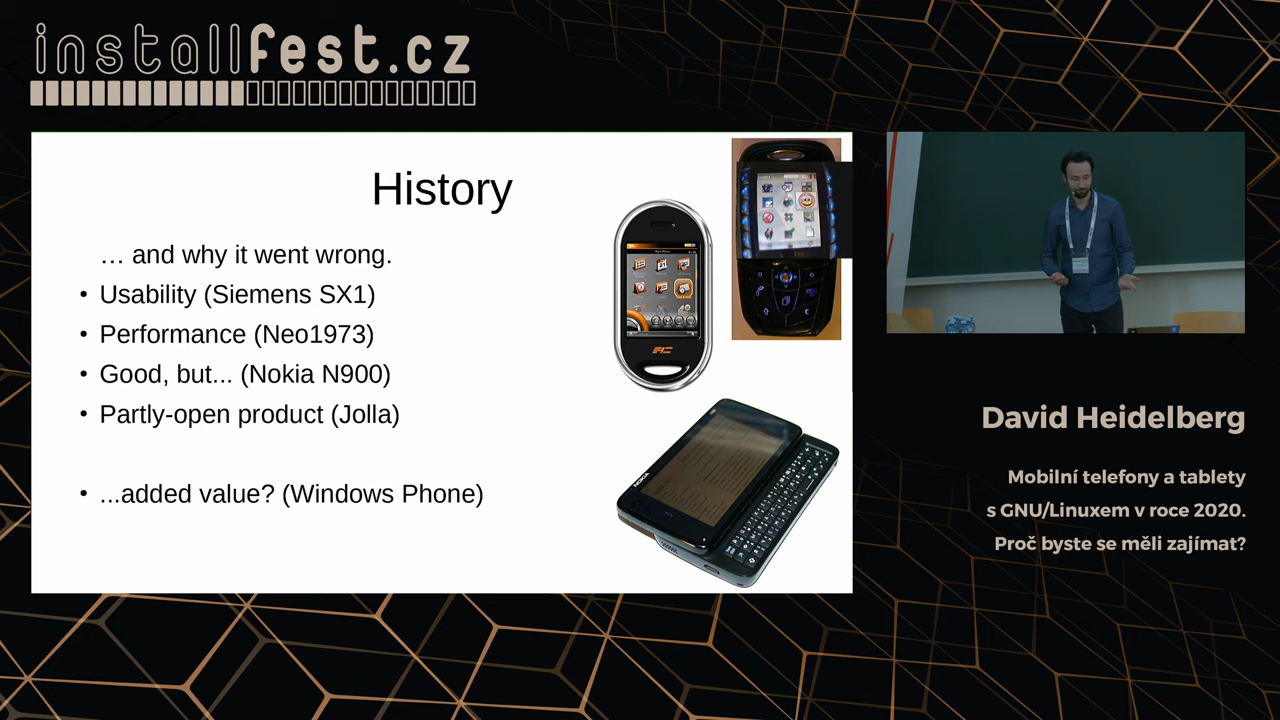 installfest.cz
History
... and why it went wrong.
• Usability (Siemens SX1)
• Performance (Neo1973)
• Good, but... (Nokia N900)
• Partly-open product (Jolla)
• ...added value? (Windows Phone)
NOKIA
David Heidelberg
Mobilní telefony a tablety
s GNU/Linuxem v roce 2020.
Proč byste se měli zajímat?